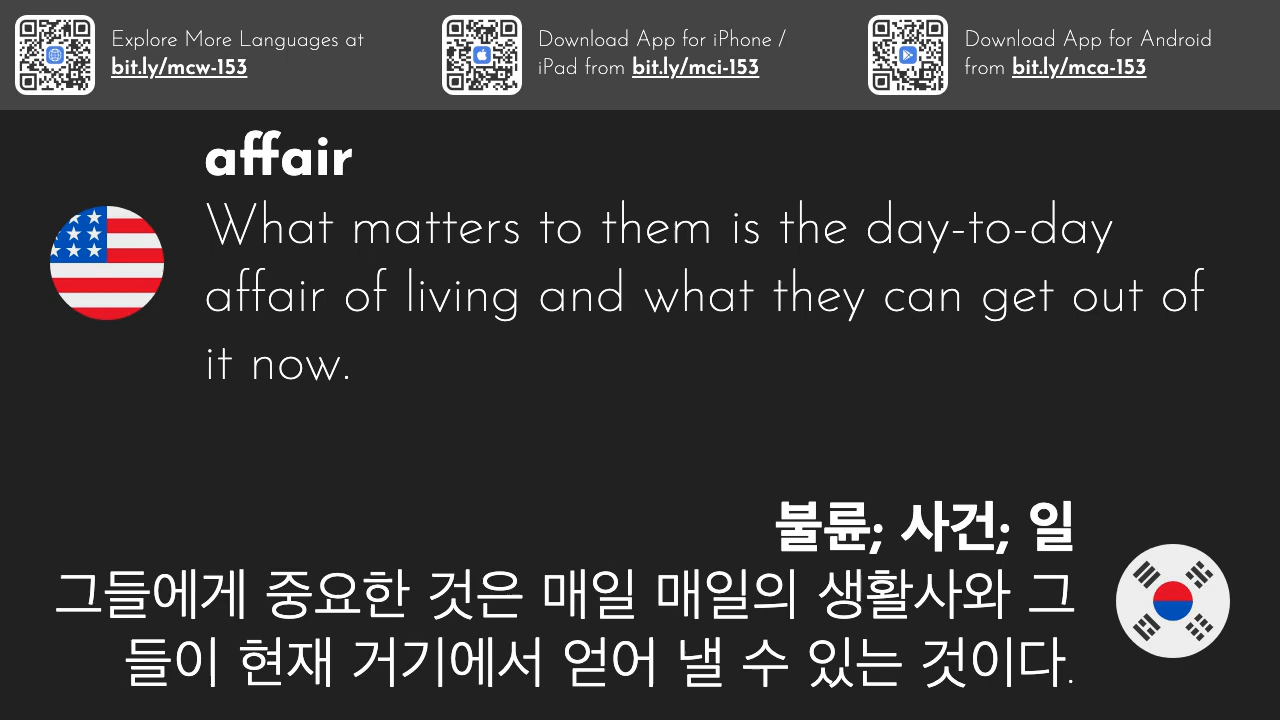 Explore More Languages at
bit.ly/mcw-153
Download App for iPhone /
iPad from bit.ly/mci-153
Download App for Android
from bit.ly/mca-153
affair
What matters to them is the day-to-day
affair of living and what they can get out of
it now.
불륜; 사건; 일
그들에게 중요한 것은 매일 매일의 생활사와 그
들이 현재 거기에서 얻어 낼 수 있는 것이다.